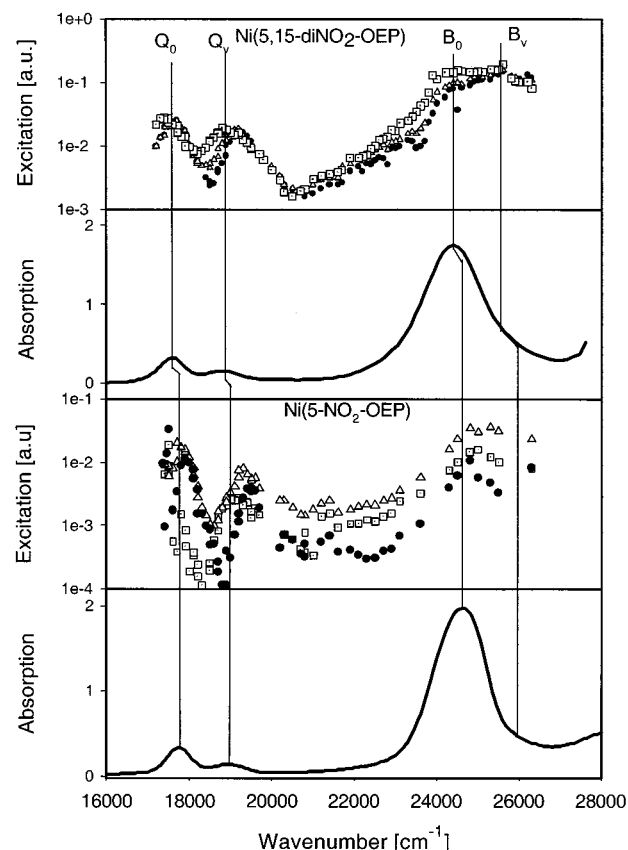 Q₀ Qᵥ Ni(5,15-diNO₂-OEP) B₀ Bᵥ
1e+0
1e-1
1e-2
1e-3
Excitation [a.u.]
2
1
0
Absorption
1e-1
Ni(5-NO₂-OEP)
1e-2
1e-3
1e-4
Excitation [a.u]
2
1
0
Absorption
16000 18000 20000 22000 24000 26000 28000
Wavenumber [cm⁻¹]